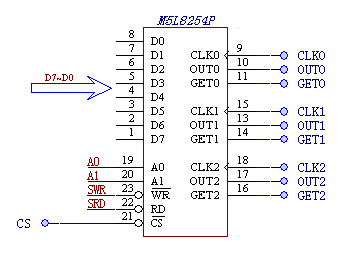 M5L8254P
8 D0
7 D1 CLK0 9 CLK0
6 D2 OUT0 10 OUT0
D7~D0 5 D3 GET0 11 GET0
4 D4
3 D5 CLK1 15 CLK1
2 D6 OUT1 13 OUT1
1 D7 GET1 14 GET1
A0 19 A0 CLK2 18 CLK2
A1 20 A1 OUT2 17 OUT2
SWR 23 WR GET2 16 GET2
SRD 22 RD
CS 21 CS